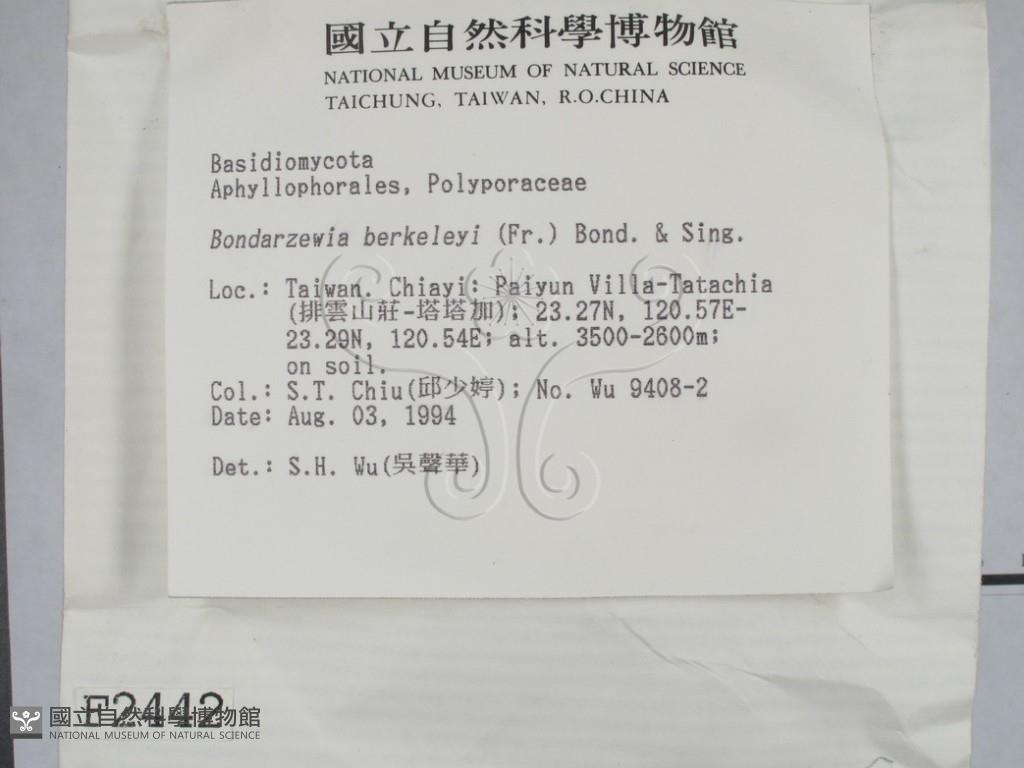 國立自然科學博物館
NATIONAL MUSEUM OF NATURAL SCIENCE
TAICHUNG, TAIWAN, R.O.CHINA
Basidiomycota
Aphyllophorales, Polyporaceae
Bondarzewia berkeleyi (Fr.) Bond. & Sing.
Loc.: Taiwan. Chiayi: Paiyun Villa-Tatachia
(排雲山莊-塔塔加); 23.27N, 120.57E-
23.29N, 120.54E; alt. 3500-2600m;
on soil.
Col.: S.T. Chiu(邱少婷); No. Wu 9408-2
Date: Aug. 03, 1994
Det.: S.H. Wu(吳聲華)
F2442
國立自然科學博物館
NATIONAL MUSEUM OF NATURAL SCIENCE